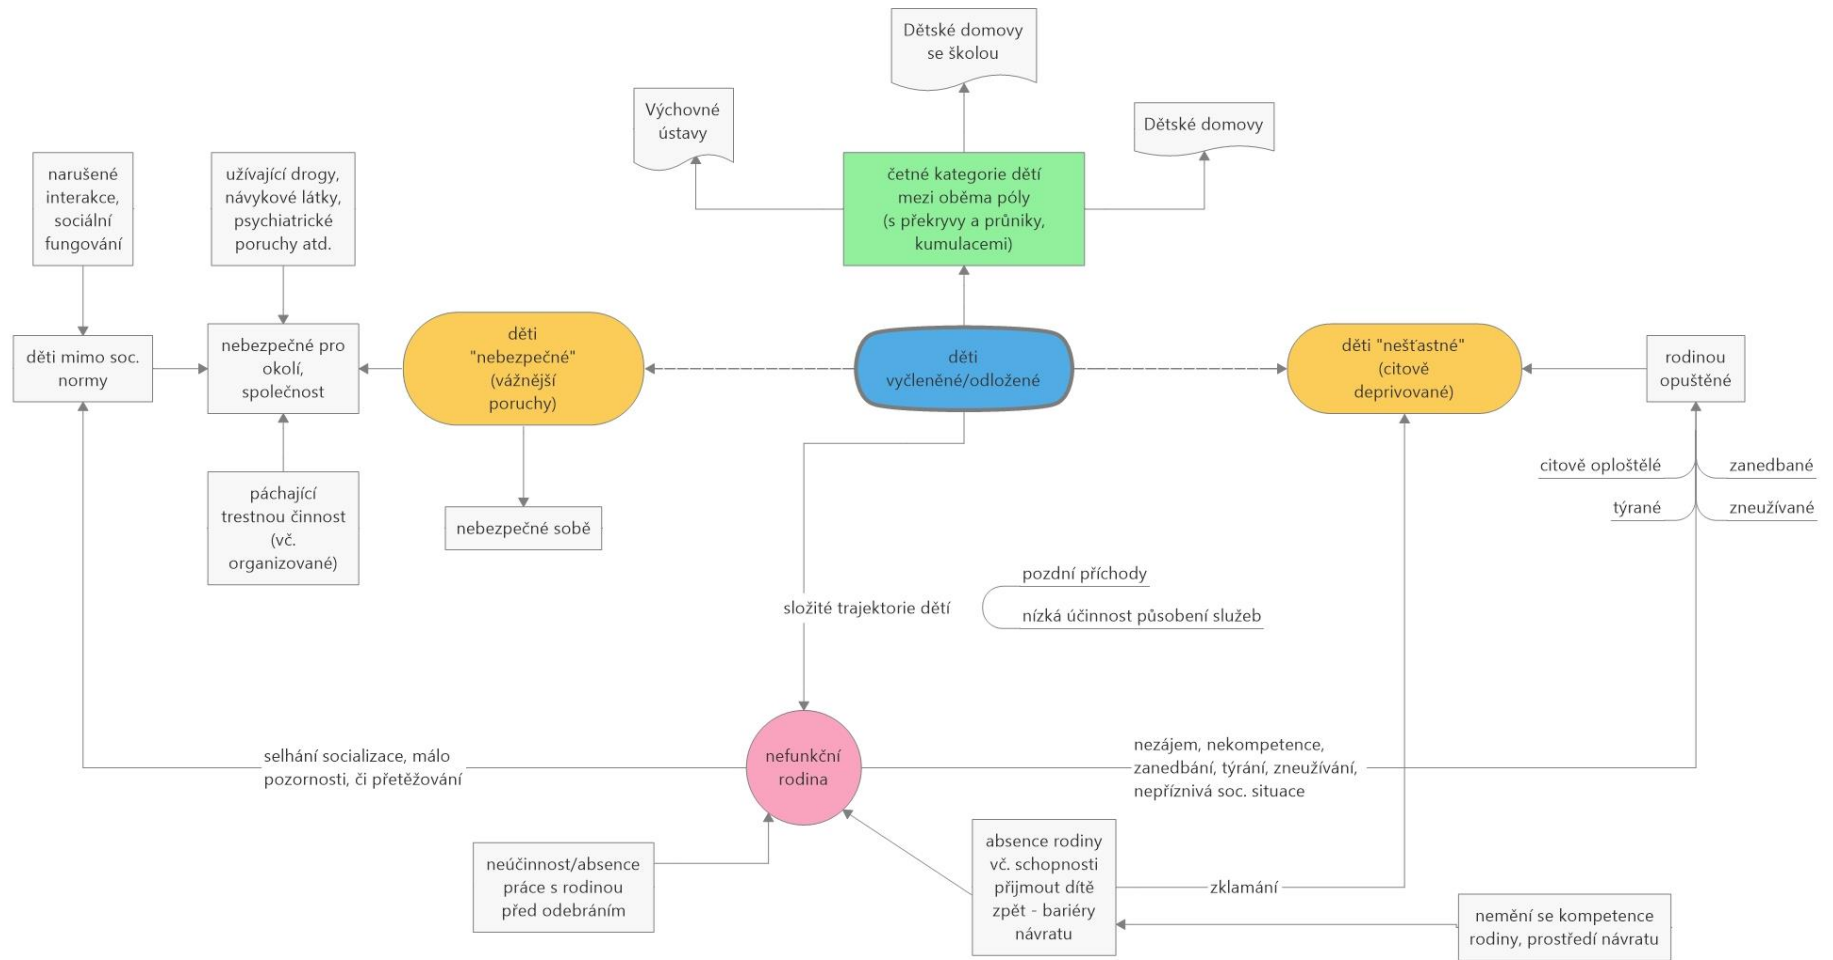 Dětské domovy
se školou
Výchovné
ústavy
Dětské domovy
narušené
interakce,
sociální
fungování
užívající drogy,
návykové látky,
psychiatrické
poruchy atd.
četné kategorie dětí
mezi oběma póly
(s překryvy a průniky,
kumulacemi)
děti mimo soc.
normy
nebezpečné pro
okolí,
společnost
děti
"nebezpečné"
(vážnější
poruchy)
děti
vyčleněné/odložené
děti "nešťastné"
(citově
deprivované)
rodinou
opuštěné
citově oploštělé
zanedbané
týrané
zneužívané
páchající
trestnou činnost
(vč.
organizované)
nebezpečné sobě
pozdní příchody
složité trajektorie dětí
nízká účinnost působení služeb
selhání socializace, málo
pozornosti, či přetěžování
nefunkční
rodina
nezájem, nekompetence,
zanedbání, týrání, zneužívání,
nepříznivá soc. situace
neúčinnost/absence
práce s rodinou
před odebráním
absence rodiny
vč. schopnosti
přijmout dítě
zpět - bariéry
návratu
zklamání
nemění se kompetence
rodiny, prostředí návratu